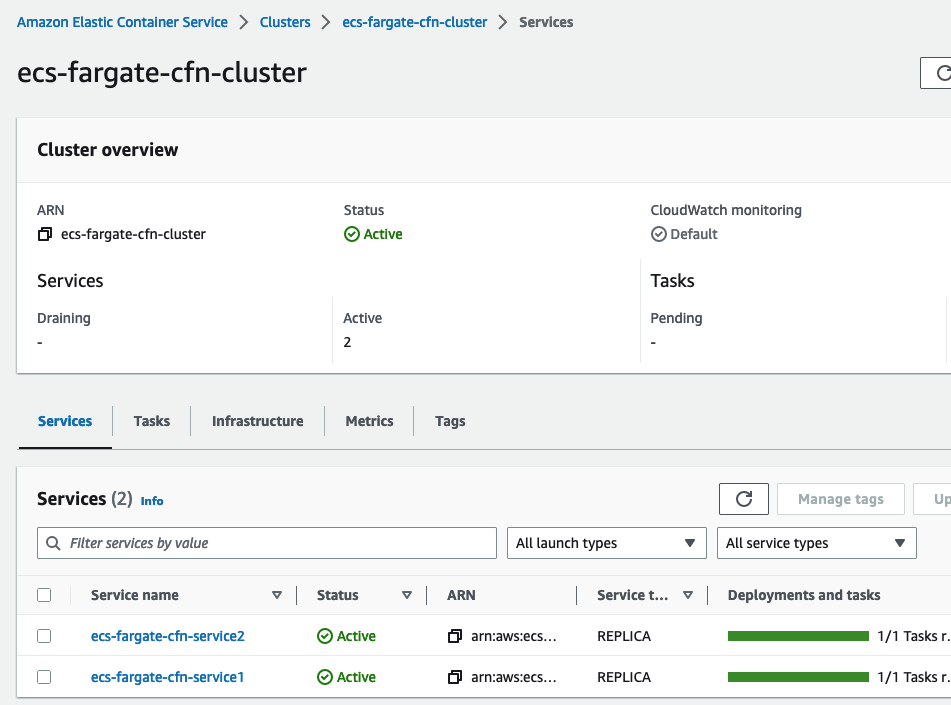 Amazon Elastic Container Service > Clusters > ecs-fargate-cfn-cluster > Services
ecs-fargate-cfn-cluster
Cluster overview
ARN Status CloudWatch monitoring
ecs-fargate-cfn-cluster Active Default
Services Tasks
Draining Active Pending
- 2 -
Services Tasks Infrastructure Metrics Tags
Services (2) Info Manage tags Up
Filter services by value All launch types All service types
Service name Status ARN Service t... Deployments and tasks
ecs-fargate-cfn-service2 Active arn:aws:ecs... REPLICA 1/1 Tasks r.
ecs-fargate-cfn-service1 Active arn:aws:ecs... REPLICA 1/1 Tasks r.